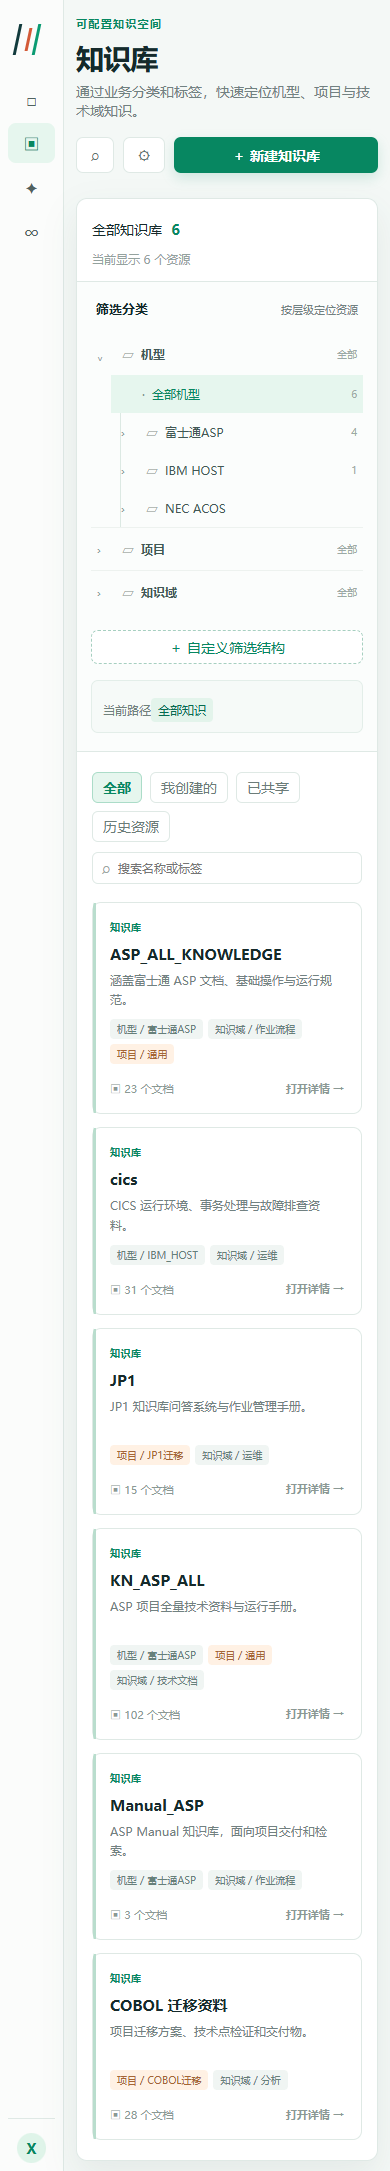 可配置知识空间
知识库
通过业务分类和标签，快速定位机型、项目与技
术域知识。
+ 新建知识库
全部知识库 6
当前显示 6 个资源
筛选分类 按层级定位资源
机型 全部
· 全部机型 6
富士通ASP 4
IBM HOST 1
NEC ACOS
项目 全部
知识域 全部
+ 自定义筛选结构
当前路径 全部知识
全部 我创建的 已共享
历史资源
搜索名称或标签
知识库
ASP_ALL_KNOWLEDGE
涵盖富士通 ASP 文档、基础操作与运行规
范。
机型 / 富士通ASP 知识域 / 作业流程
项目 / 通用
23 个文档 打开详情 →
知识库
cics
CICS 运行环境、事务处理与故障排查资
料。
机型 / IBM_HOST 知识域 / 运维
31 个文档 打开详情 →
知识库
JP1
JP1 知识库问答系统与作业管理手册。
项目 / JP1迁移 知识域 / 运维
15 个文档 打开详情 →
知识库
KN_ASP_ALL
ASP 项目全量技术资料与运行手册。
机型 / 富士通ASP 项目 / 通用
知识域 / 技术文档
102 个文档 打开详情 →
知识库
Manual_ASP
ASP Manual 知识库，面向项目交付和检
索。
机型 / 富士通ASP 知识域 / 作业流程
3 个文档 打开详情 →
知识库
COBOL 迁移资料
项目迁移方案、技术点检证和交付物。
项目 / COBOL迁移 知识域 / 分析
28 个文档 打开详情 →
X